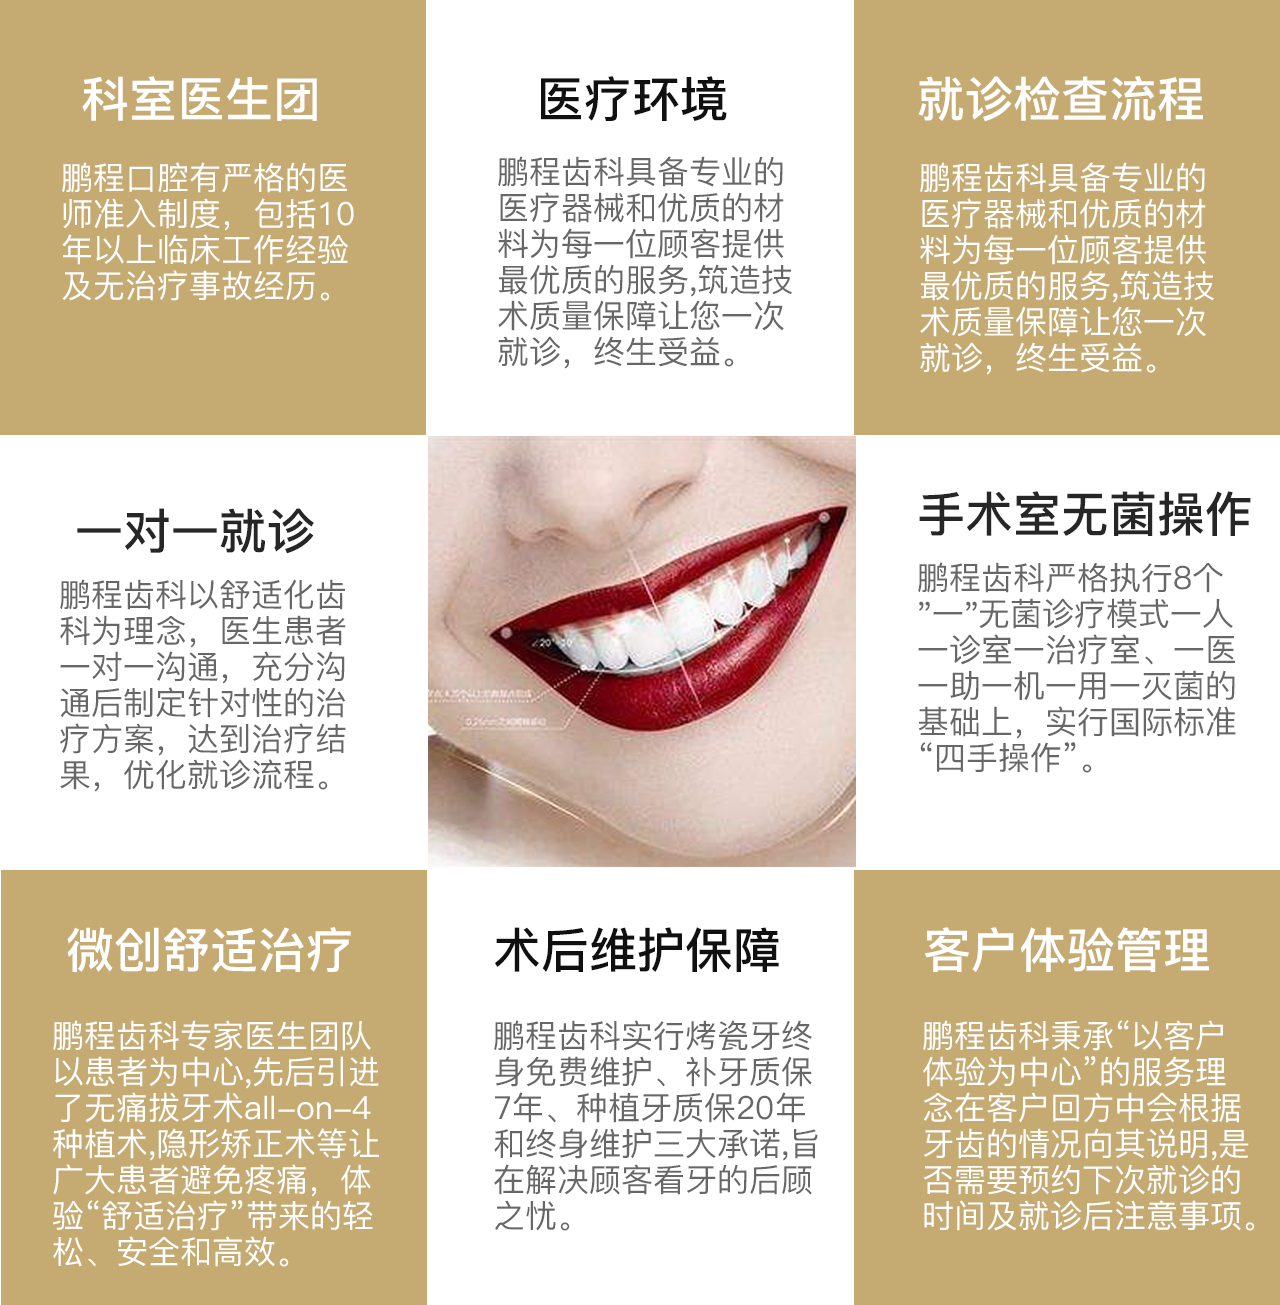 科室医生团
鹏程口腔有严格的医
师准入制度，包括10
年以上临床工作经验
及无治疗事故经历。
医疗环境
鹏程齿科具备专业的
医疗器械和优质的材
料为每一位顾客提供
最优质的服务,筑造技
术质量保障让您一次
就诊，终生受益。
就诊检查流程
鹏程齿科具备专业的
医疗器械和优质的材
料为每一位顾客提供
最优质的服务,筑造技
术质量保障让您一次
就诊，终生受益。
一对一就诊
鹏程齿科以舒适化齿
科为理念，医生患者
一对一沟通，充分沟
通后制定针对性的治
疗方案，达到治疗结
果，优化就诊流程。
手术室无菌操作
鹏程齿科严格执行8个
”一”无菌诊疗模式一人
一诊室一治疗室、一医
一助一机一用一灭菌的
基础上，实行国际标准
“四手操作”。
微创舒适治疗
鹏程齿科专家医生团队
以患者为中心,先后引进
了无痛拔牙术all-on-4
种植术,隐形矫正术等让
广大患者避免疼痛，体
验“舒适治疗”带来的轻
松、安全和高效。
术后维护保障
鹏程齿科实行烤瓷牙终
身免费维护、补牙质保
7年、种植牙质保20年
和终身维护三大承诺,旨
在解决顾客看牙的后顾
之忧。
客户体验管理
鹏程齿科秉承“以客户
体验为中心”的服务理
念在客户回方中会根据
牙齿的情况向其说明,是
否需要预约下次就诊的
时间及就诊后注意事项。